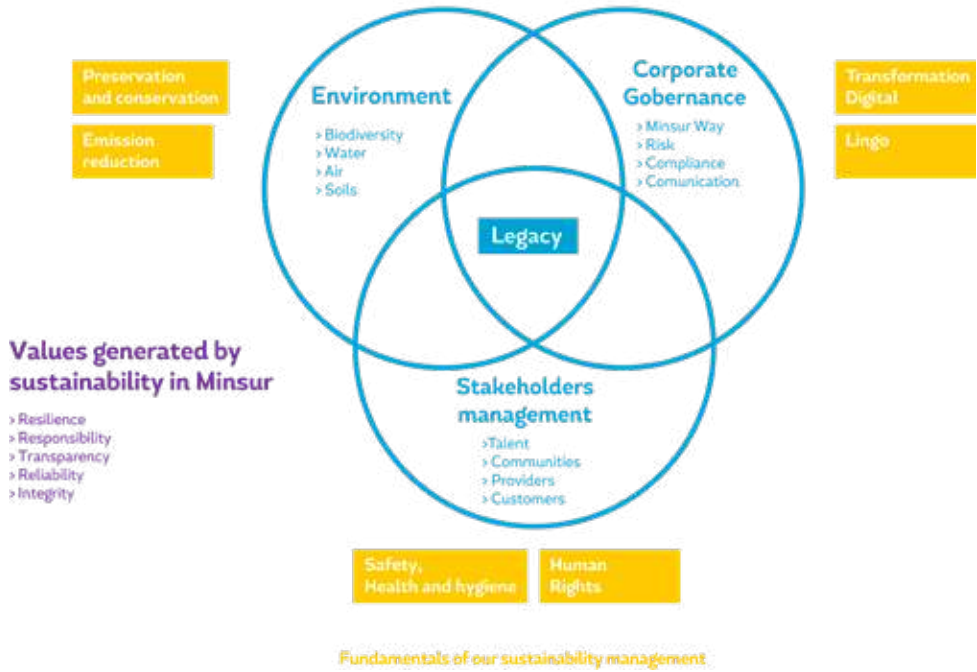 Preservation
and conservation
Emission
reduction
Environment
> Biodiversity
> Water
> Air
> Soils
Corporate
Gobernance
> Minsur Way
> Risk
> Compliance
> Comunication
Transformation
Digital
Lingo
Legacy
Values generated by
sustainability in Minsur
> Resilience
> Responsibility
> Transparency
> Reliability
> Integrity
Stakeholders
management
>Talent
> Communities
> Providers
> Customers
Safety,
Health and hygiene
Human
Rights
Fundamentals of our sustainability management